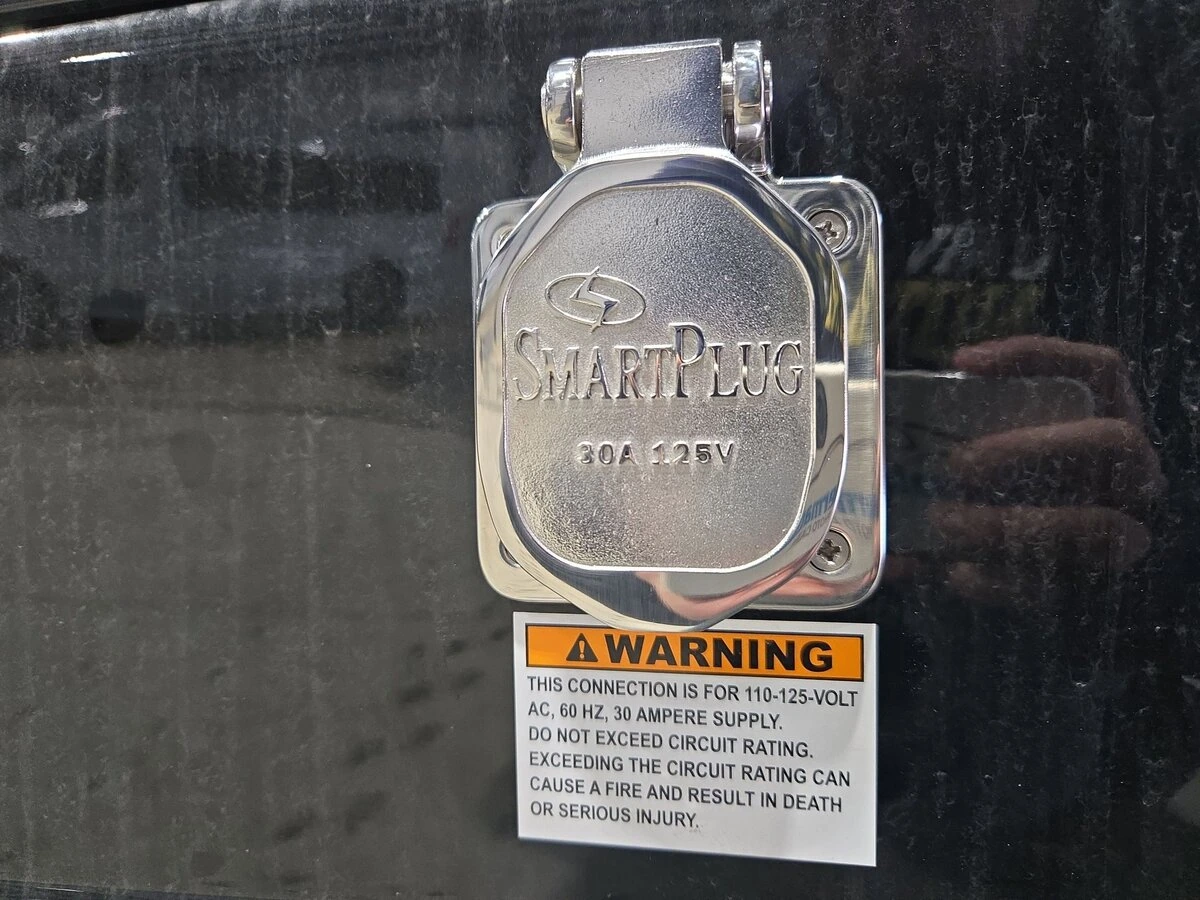 SMARTPLUG
30A 125V
WARNING
THIS CONNECTION IS FOR 110-125-VOLT
AC, 60 HZ, 30 AMPERE SUPPLY.
DO NOT EXCEED CIRCUIT RATING.
EXCEEDING THE CIRCUIT RATING CAN
CAUSE A FIRE AND RESULT IN DEATH
OR SERIOUS INJURY.